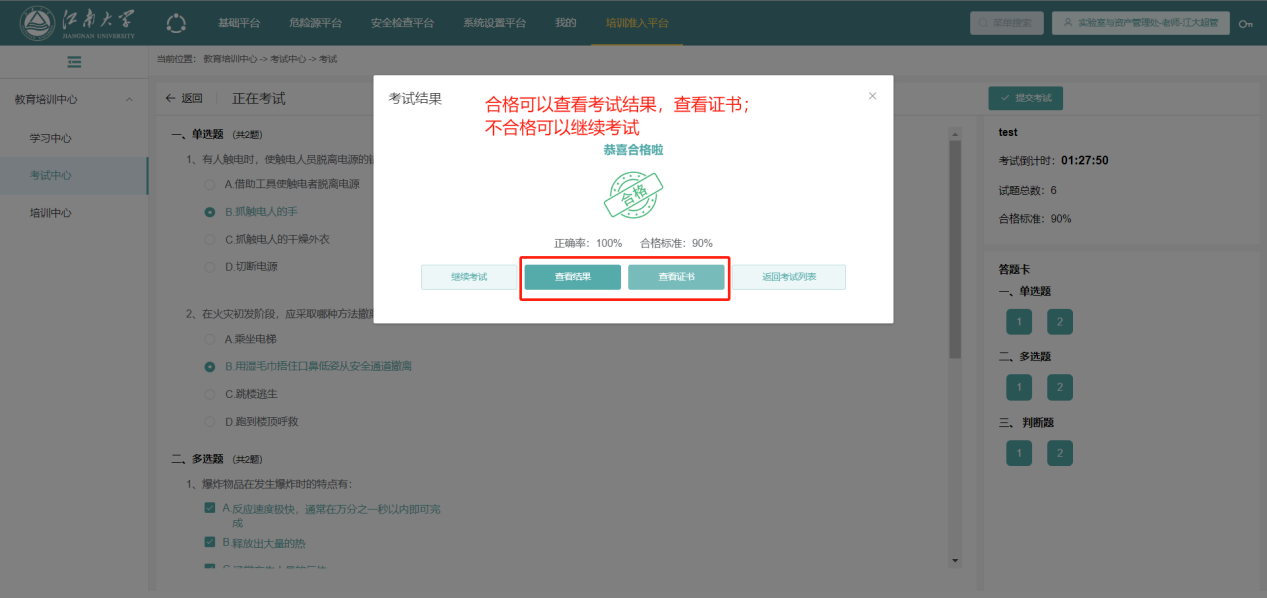 江南大学
JIANGNAN UNIVERSITY
基础平台 危险源平台 安全检查平台 系统设置平台 我的 培训准入平台
菜单搜索
实验室与资产管理处-老师-江大超管
当前位置: 教育培训中心 -> 考试中心 -> 考试
教育培训中心
学习中心
考试中心
培训中心
返回 正在考试
一、单选题 (共2题)
1、有人触电时,使触电人员脱离电源的
A.借助工具使触电者脱离电源
B.抓触电人的手
C.抓触电人的干燥外衣
D.切断电源
2、在火灾初发阶段,应采取哪种方法撤
A.乘坐电梯
B.用湿毛巾捂住口鼻低姿从安全通道撤离
C.跳楼逃生
D.跑到楼顶呼救
二、多选题 (共2题)
1、爆炸物品在发生爆炸时的特点有:
A.反应速度极快,通常在万分之一秒以内即可完
成
B.释放出大量的热
考试结果
合格可以查看考试结果,查看证书;
不合格可以继续考试
恭喜合格啦
合格
正确率:100% 合格标准:90%
继续考试 查看结果 查看证书 返回考试列表
提交考试
test
考试倒计时:01:27:50
试题总数:6
合格标准:90%
答题卡
一、单选题
1 2
二、多选题
1 2
三、判断题
1 2